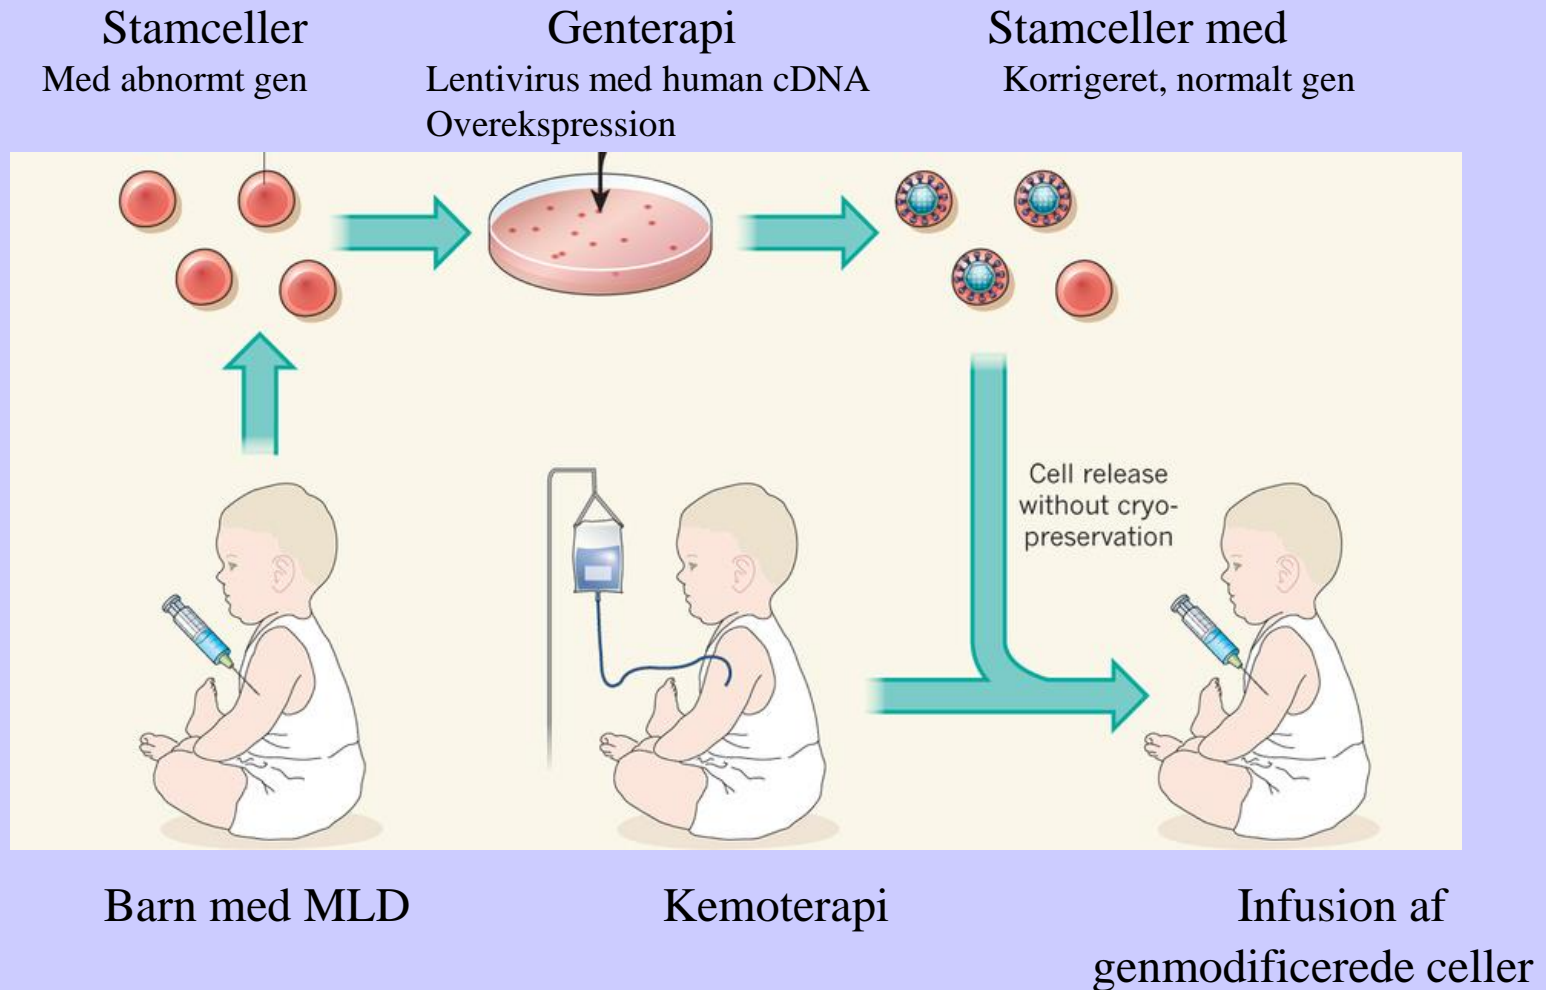 Stamceller
Med abnormt gen
Genterapi
Lentivirus med human cDNA
Overekspression
Stamceller med
Korrigeret, normalt gen
Cell release
without cryo-
preservation
Barn med MLD
Kemoterapi
Infusion af
genmodificerede celler